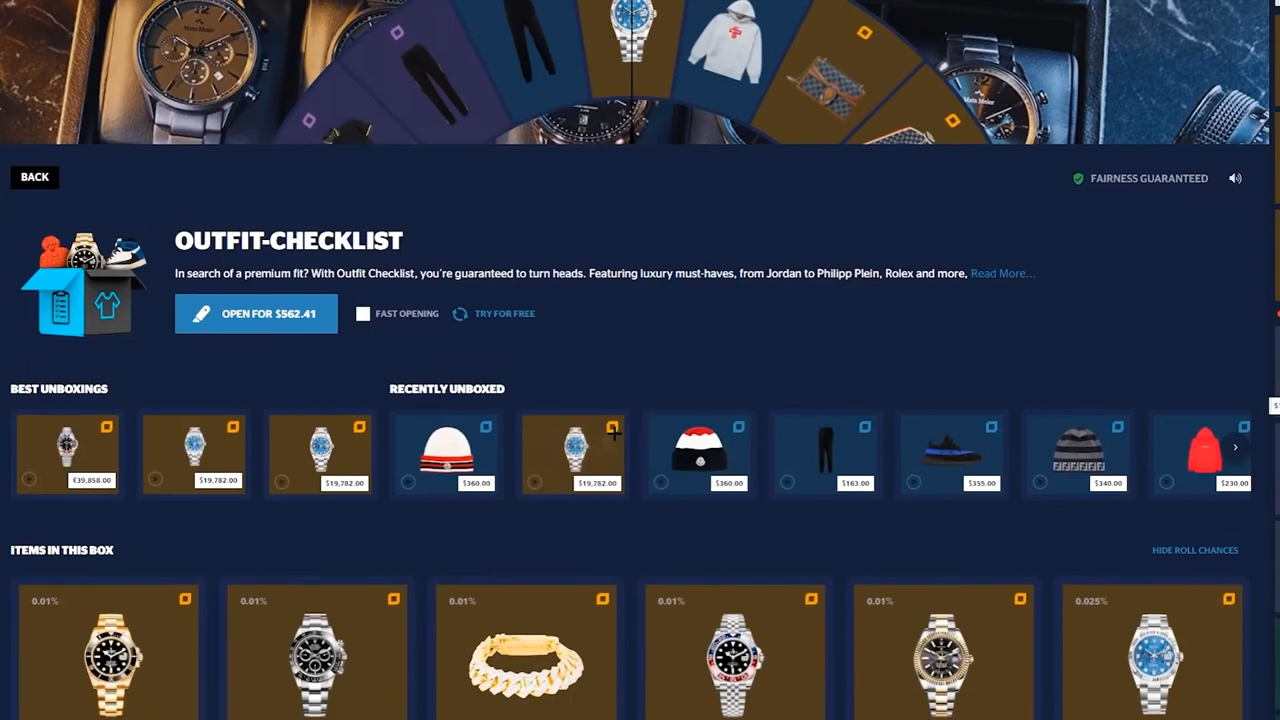 Mats Meier
Mats Meier
BACK
FAIRNESS GUARANTEED
OUTFIT-CHECKLIST
In search of a premium fit? With Outfit Checklist, you're guaranteed to turn heads. Featuring luxury must-haves, from Jordan to Philipp Plein, Rolex and more, Read More...
OPEN FOR $562.41
FAST OPENING
TRY FOR FREE
BEST UNBOXINGS
RECENTLY UNBOXED
€39,858.00
$19,782.00
$19,782.00
$360.00
$19,782.00
$360.00
$163.00
$355.00
$340.00
$230.00
ITEMS IN THIS BOX
HIDE ROLL CHANCES
0.01%
0.01%
0.01%
0.01%
0.01%
0.025%